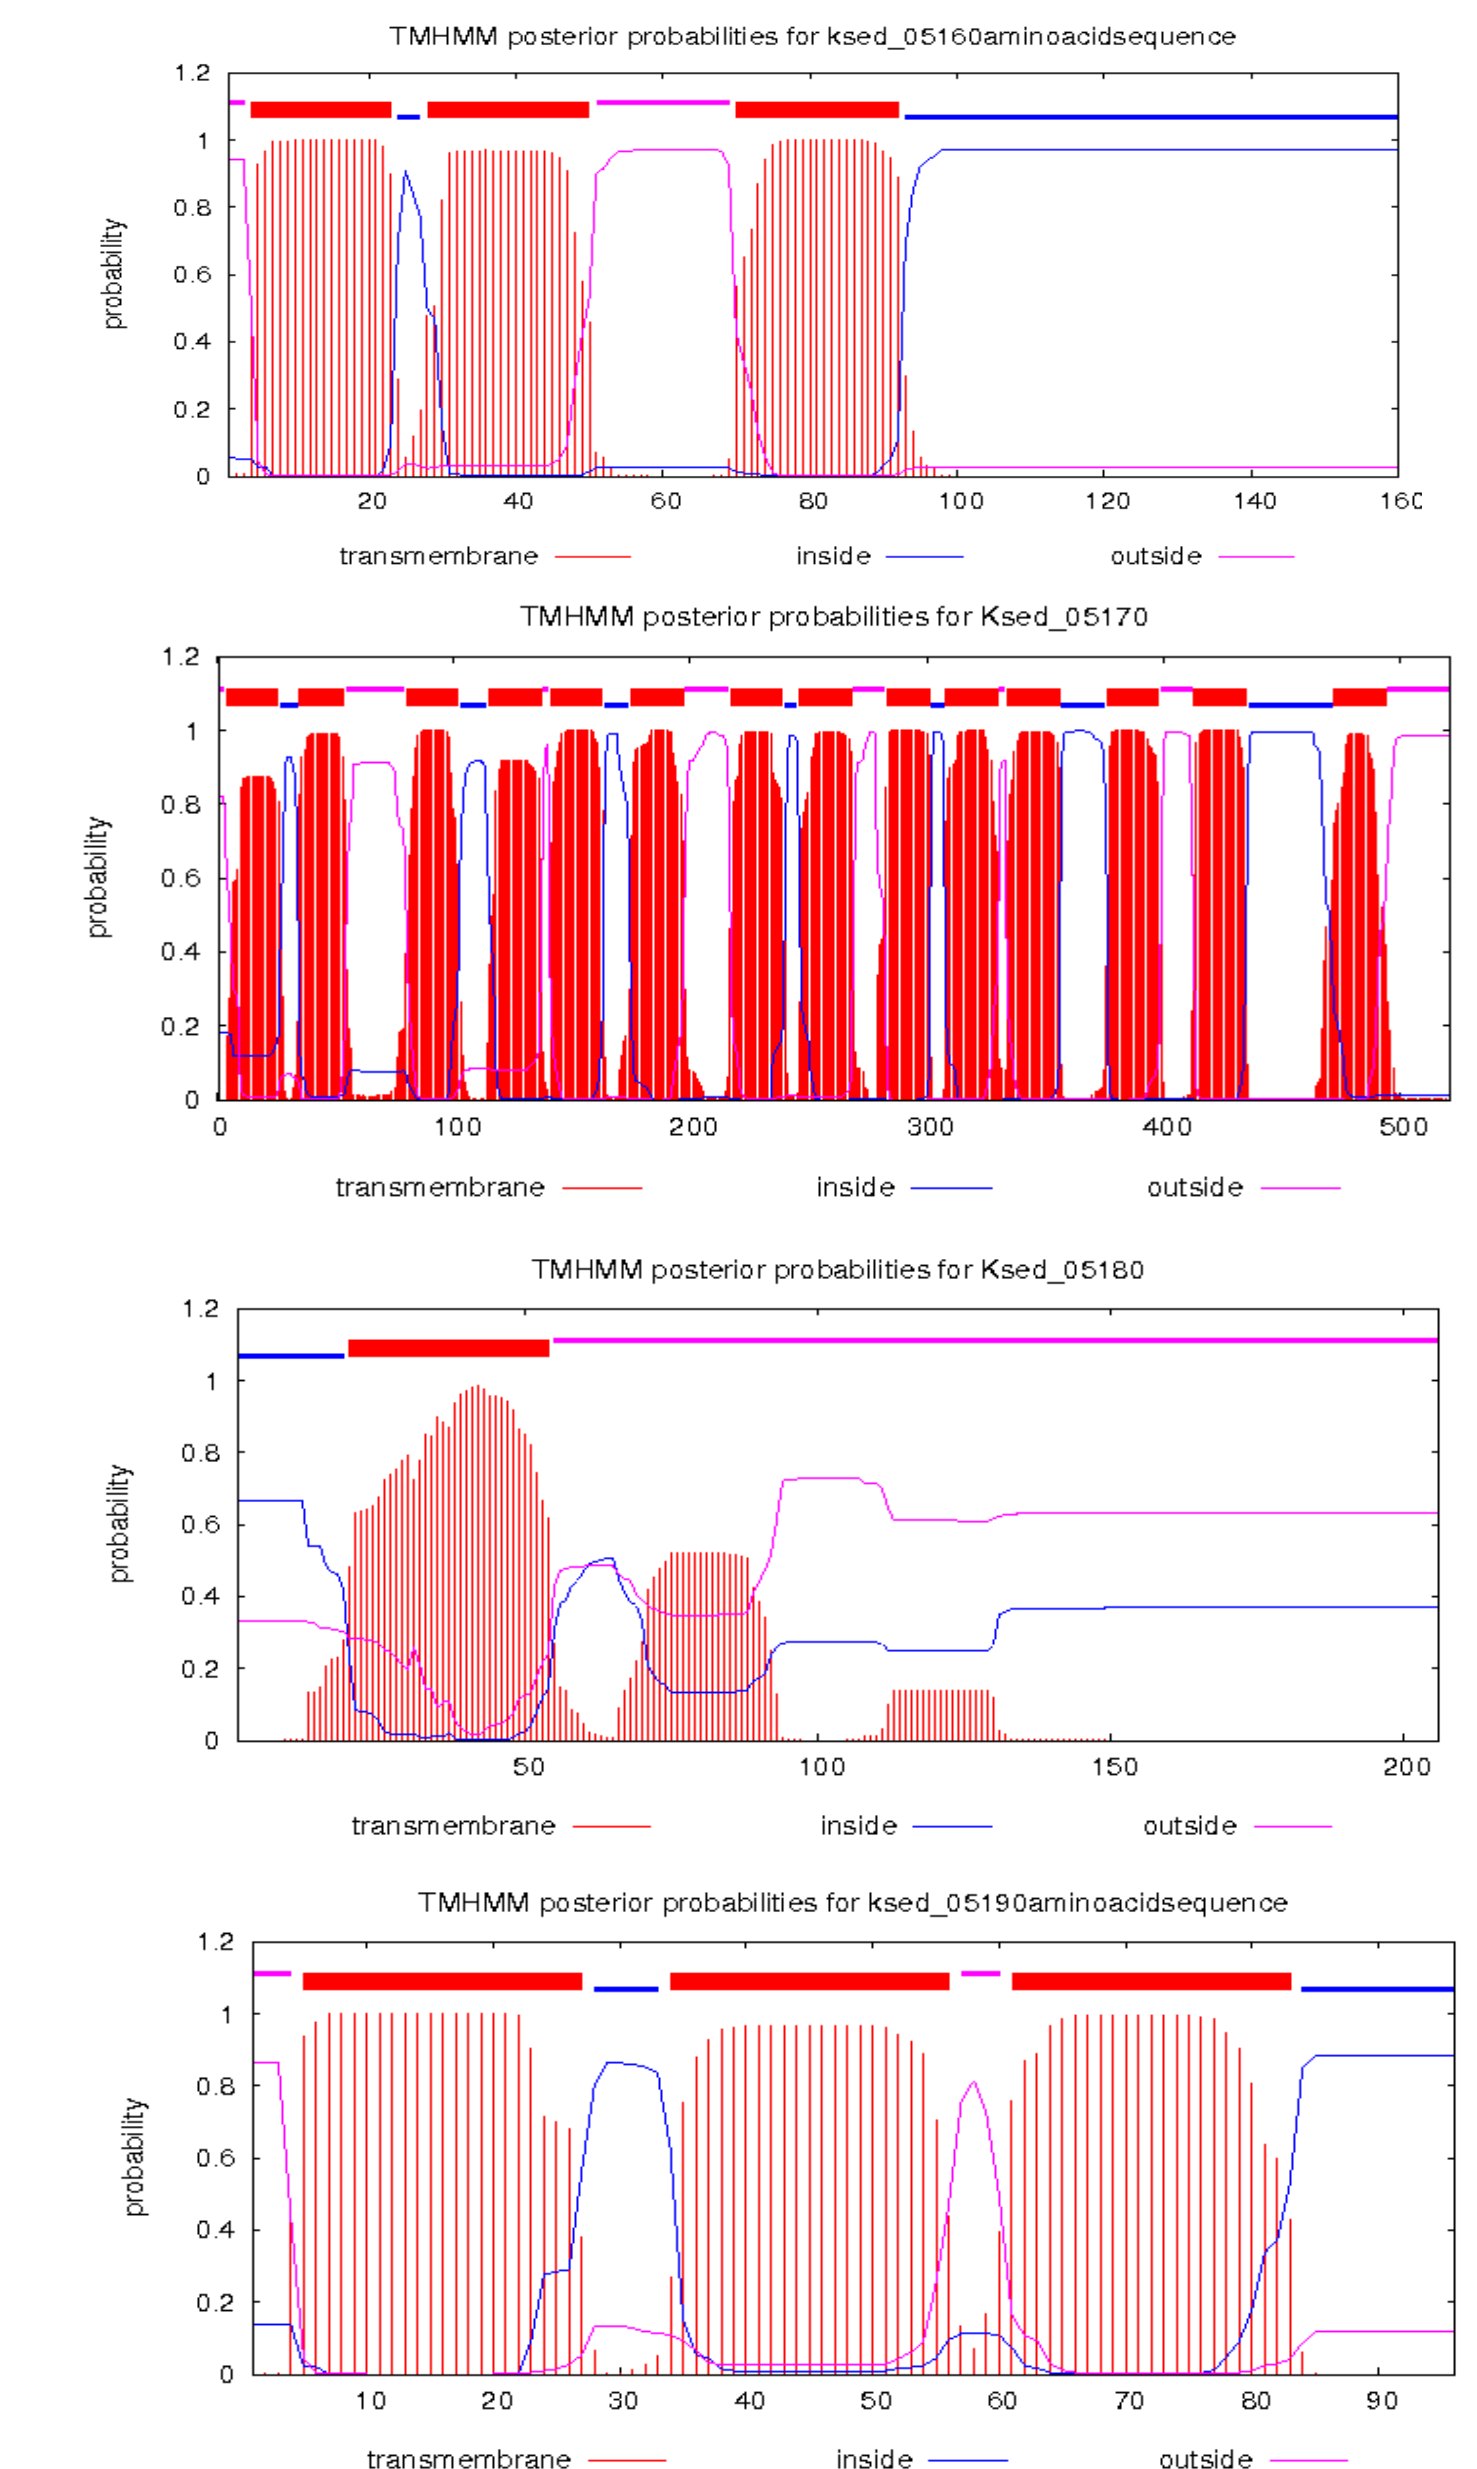 TMHMM posterior probabilities for ksed_05160aminoacidsequence
1.2
1
0.8
0.6
0.4
0.2
0
probability
20 40 60 80 100 120 140 160
transmembrane inside outside
TMHMM posterior probabilities for Ksed_05170
1.2
1
0.8
0.6
0.4
0.2
0
probability
0 100 200 300 400 500
transmembrane inside outside
TMHMM posterior probabilities for Ksed_05180
1.2
1
0.8
0.6
0.4
0.2
0
probability
50 100 150 200
transmembrane inside outside
TMHMM posterior probabilities for ksed_05190aminoacidsequence
1.2
1
0.8
0.6
0.4
0.2
0
probability
10 20 30 40 50 60 70 80 90
transmembrane inside outside